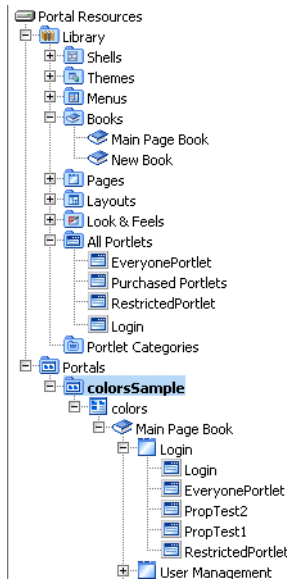 Portal Resources
Library
Shells
Themes
Menus
Books
Main Page Book
New Book
Pages
Layouts
Look & Feels
All Portlets
EveryonePortlet
Purchased Portlets
RestrictedPortlet
Login
Portlet Categories
Portals
colorsSample
colors
Main Page Book
Login
Login
EveryonePortlet
PropTest2
PropTest1
RestrictedPortlet
User Management